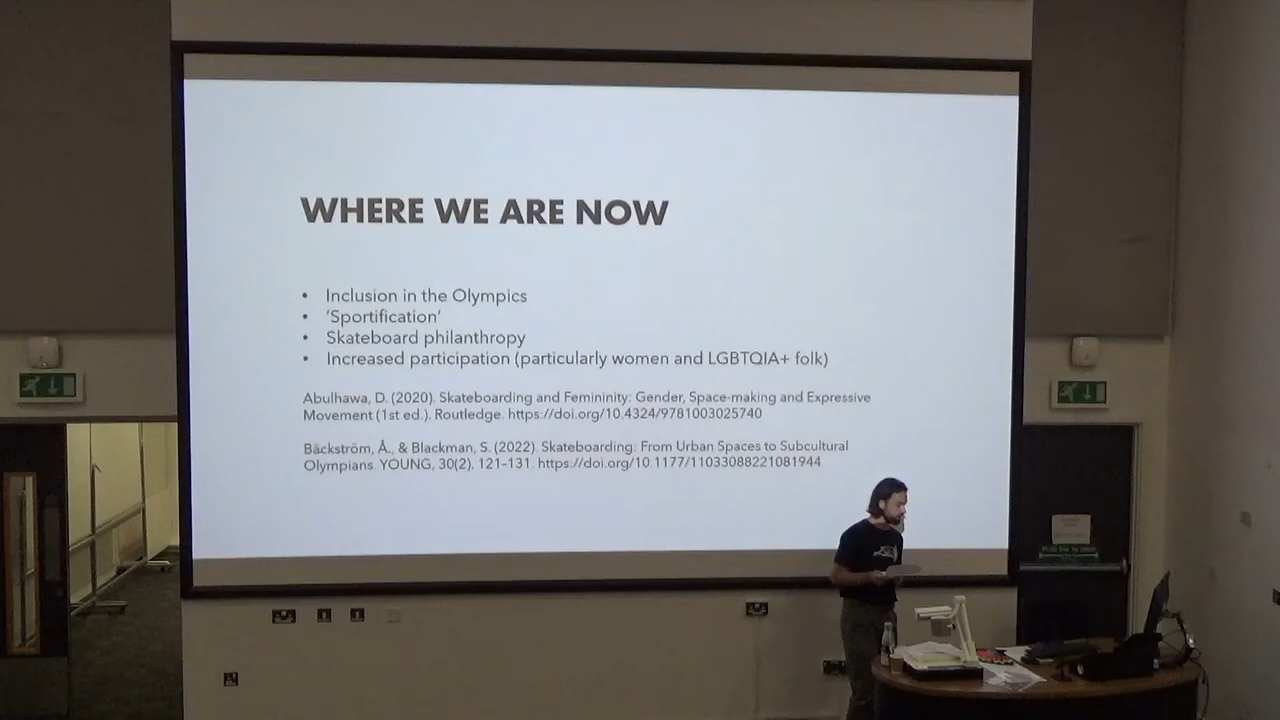 WHERE WE ARE NOW
• Inclusion in the Olympics
• ‘Sportification’
• Skateboard philanthropy
• Increased participation (particularly women and LGBTQIA+ folk)
Abulhawa, D. (2020). Skateboarding and Femininity: Gender, Space-making and Expressive
Movement (1st ed.). Routledge. https://doi.org/10.4324/9781003025740
Bäckström, Å., & Blackman, S. (2022). Skateboarding: From Urban Spaces to Subcultural
Olympians. YOUNG, 30(2), 121–131. https://doi.org/10.1177/11033088221081944